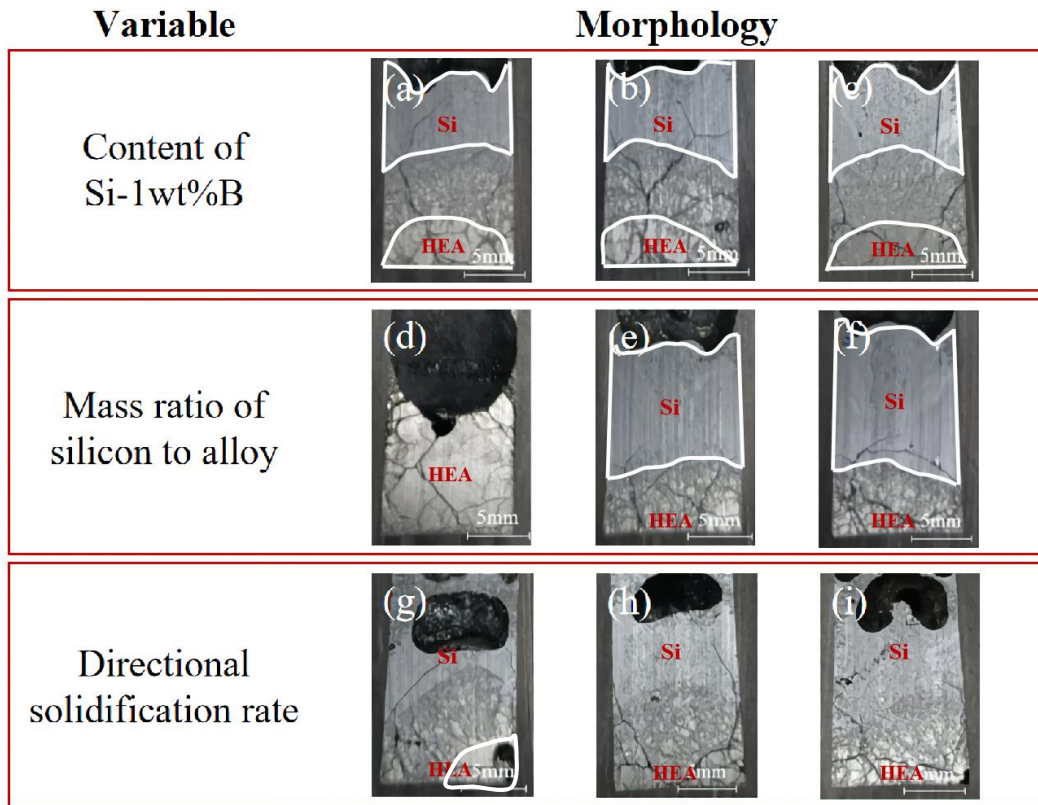 Variable
Morphology
Content of
Si-1wt%B
(a)
Si
HEA
5mm
(b)
Si
HEA
5mm
(c)
Si
HEA
5mm
Mass ratio of
silicon to alloy
(d)
HEA
5mm
(e)
Si
HEA
5mm
(f)
Si
HEA
5mm
Directional
solidification rate
(g)
Si
HEA
5mm
(h)
Si
HEA
5mm
(i)
Si
HEA
mm